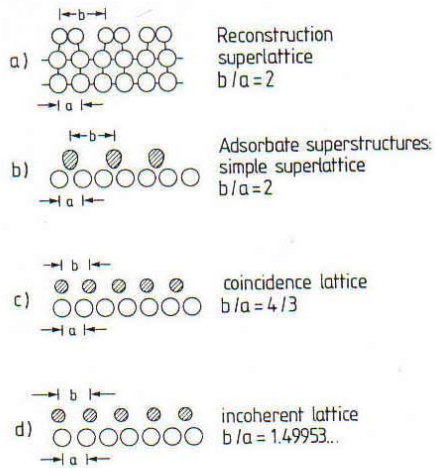 b
Reconstruction
superlattice
b/a = 2
a)
a
b
Adsorbate superstructures:
simple superlattice
b/a = 2
b)
a
b
coincidence lattice
b/a = 4/3
c)
a
b
incoherent lattice
b/a = 1.49953...
d)
a